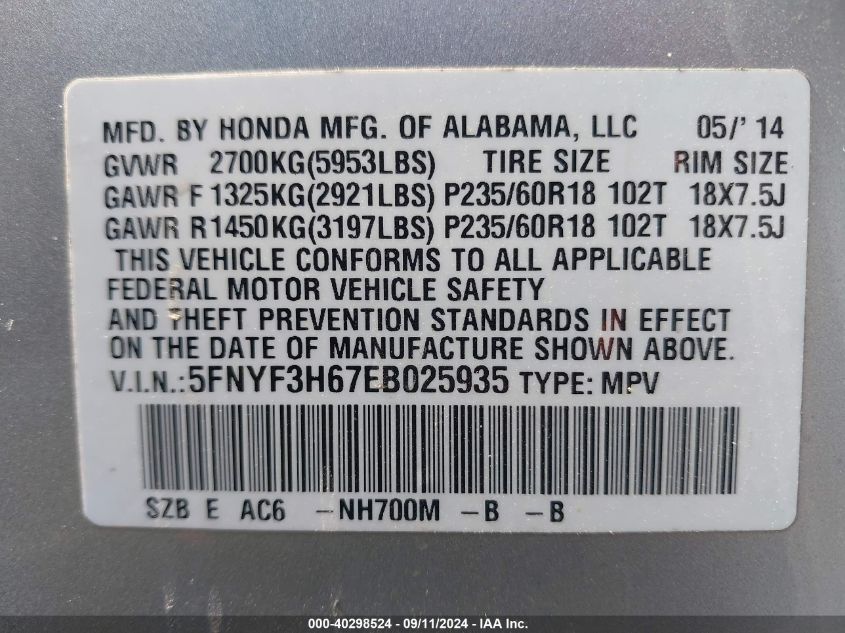 MFD. BY HONDA MFG. OF ALABAMA, LLC 05/' 14
GVWR 2700KG(5953LBS) TIRE SIZE RIM SIZE
GAWR F 1325KG(2921LBS) P235/60R18 102T 18X7.5J
GAWR R 1450KG(3197LBS) P235/60R18 102T 18X7.5J
THIS VEHICLE CONFORMS TO ALL APPLICABLE
FEDERAL MOTOR VEHICLE SAFETY
AND THEFT PREVENTION STANDARDS IN EFFECT
ON THE DATE OF MANUFACTURE SHOWN ABOVE.
V.I.N.:5FNYF3H67EB025935 TYPE: MPV
SZB E AC6 -NH700M -B -B
000-40298524 - 09/11/2024 - IAA Inc.